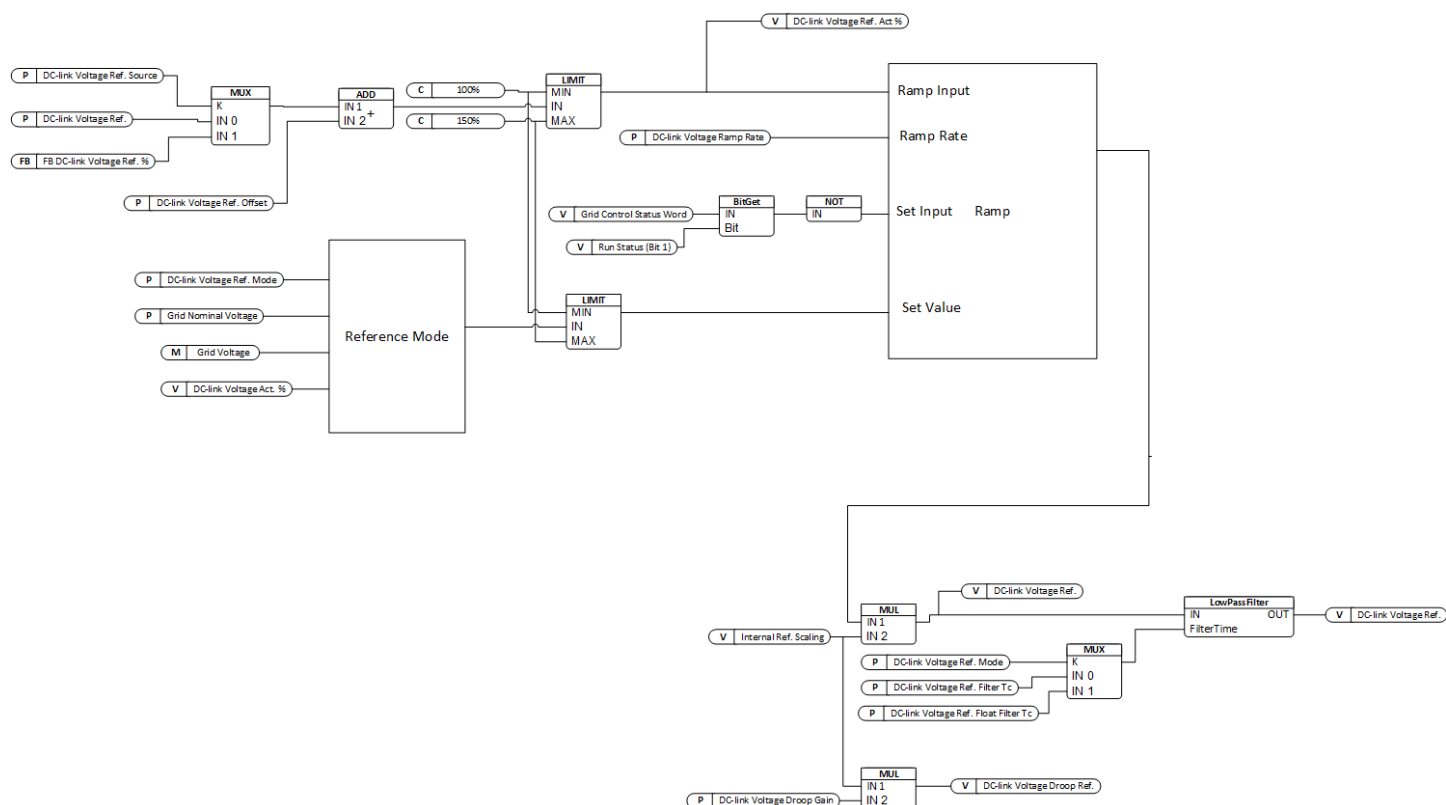 V DC-link Voltage Ref. Act %
P DC-link Voltage Ref. Source
MUX
K
IN 0
IN 1
P DC-link Voltage Ref.
FB FB DC-link Voltage Ref. %
P DC-link Voltage Ref. Offset
ADD
IN 1
IN 2
+
C 100%
C 150%
LIMIT
MIN
IN
MAX
Ramp Input
P DC-link Voltage Ramp Rate
Ramp Rate
V Grid Control Status Word
V Run Status (Bit 1)
BitGet
IN
Bit
NOT
IN
Set Input Ramp
P DC-link Voltage Ref. Mode
P Grid Nominal Voltage
M Grid Voltage
V DC-link Voltage Act. %
Reference Mode
LIMIT
MIN
IN
MAX
Set Value
V Internal Ref. Scaling
MUL
IN 1
IN 2
V DC-link Voltage Ref.
P DC-link Voltage Ref. Mode
P DC-link Voltage Ref. Filter Tc
P DC-link Voltage Ref. Float Filter Tc
MUX
K
IN 0
IN 1
LowPassFilter
IN OUT
FilterTime
V DC-link Voltage Ref.
P DC-link Voltage Droop Gain
MUL
IN 1
IN 2
V DC-link Voltage Droop Ref.